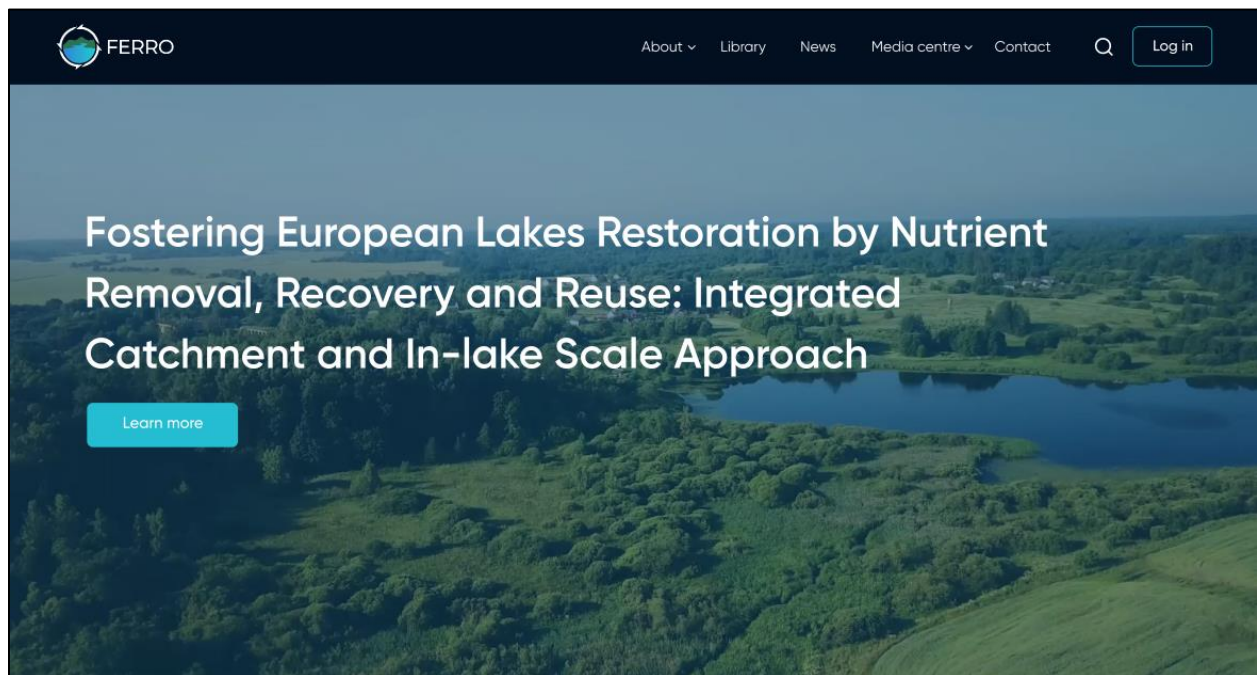 FERRO
About
Library
News
Media centre
Contact
Log in
Fostering European Lakes Restoration by Nutrient
Removal, Recovery and Reuse: Integrated
Catchment and In-lake Scale Approach
Learn more